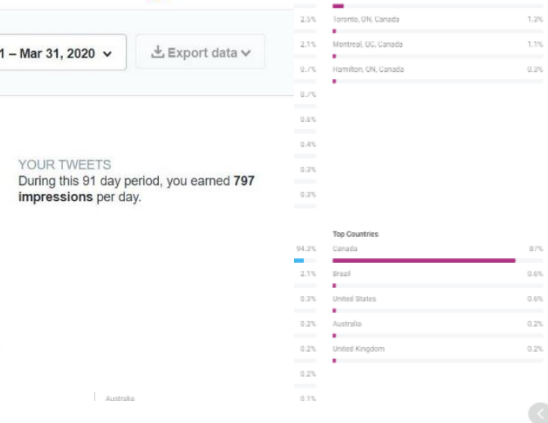 1 – Mar 31, 2020
Export data
YOUR TWEETS
During this 91 day period, you earned 797
impressions per day.
Australia
2.5%
2.1%
0.7%
0.7%
0.6%
0.4%
0.3%
0.3%
94.3%
2.1%
0.3%
0.2%
0.2%
0.2%
0.1%
Toronto, ON, Canada 1.3%
Montreal, QC, Canada 1.1%
Hamilton, ON, Canada 0.3%
Top Countries
Canada 87%
Brazil 0.6%
United States 0.6%
Australia 0.2%
United Kingdom 0.2%